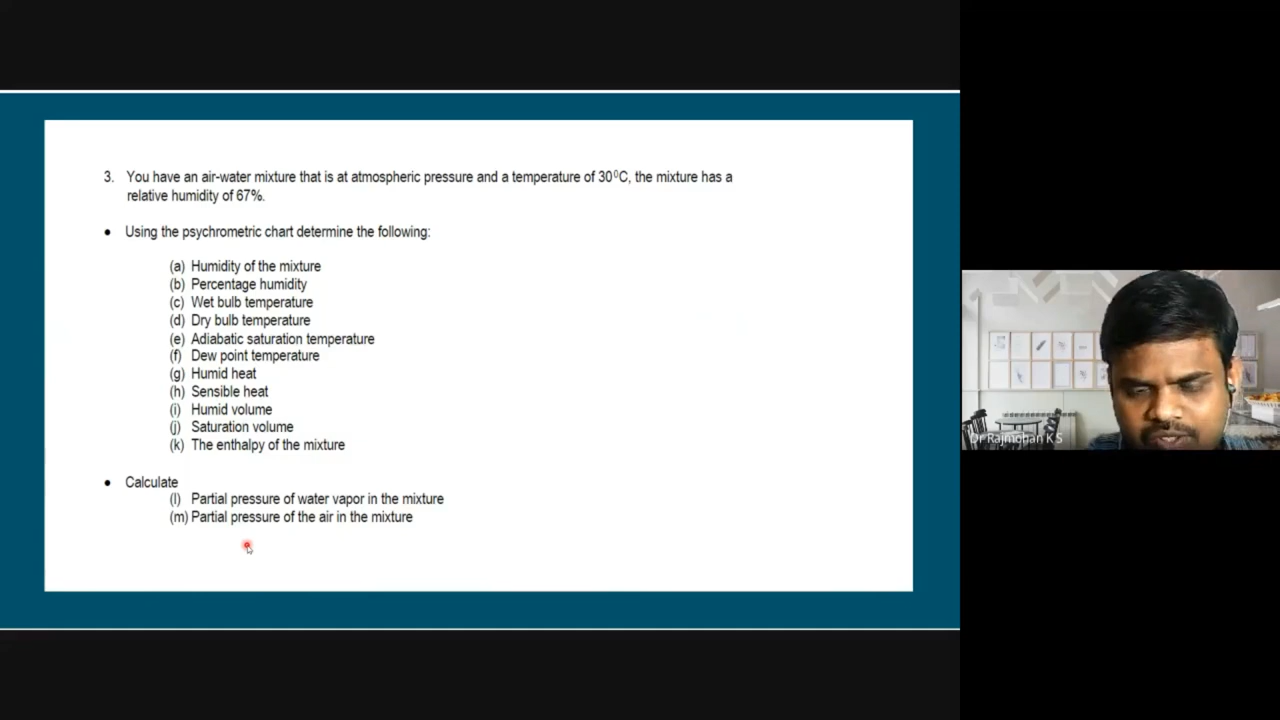 3. You have an air-water mixture that is at atmospheric pressure and a temperature of 30⁰C, the mixture has a
relative humidity of 67%.
• Using the psychrometric chart determine the following:
(a) Humidity of the mixture
(b) Percentage humidity
(c) Wet bulb temperature
(d) Dry bulb temperature
(e) Adiabatic saturation temperature
(f) Dew point temperature
(g) Humid heat
(h) Sensible heat
(i) Humid volume
(j) Saturation volume
(k) The enthalpy of the mixture
• Calculate
(l) Partial pressure of water vapor in the mixture
(m) Partial pressure of the air in the mixture
Dr Rajmohan K S